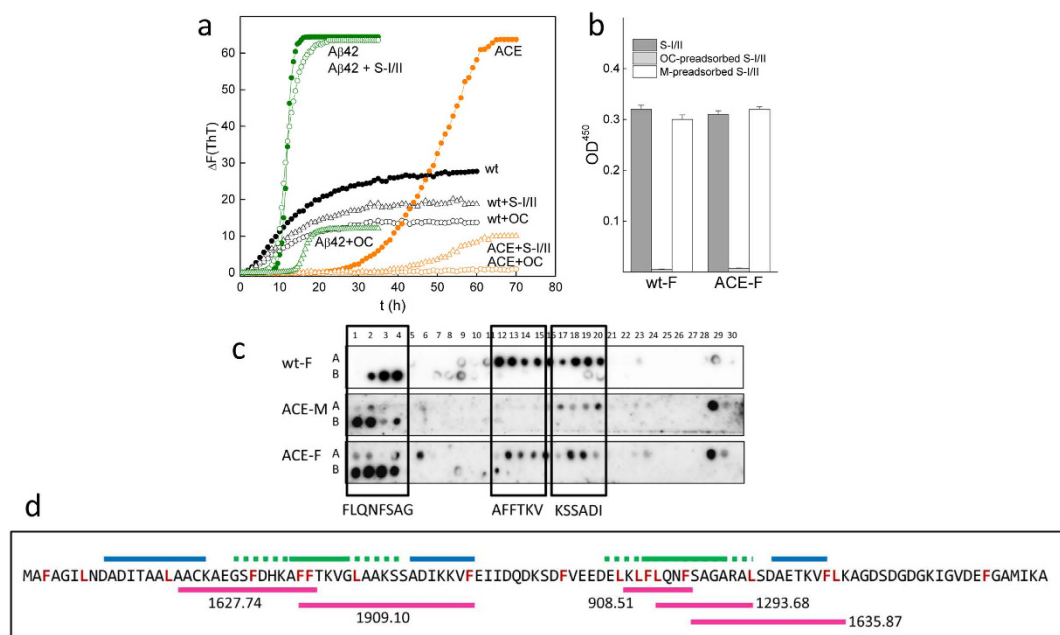 a
60
50
40
30
20
10
0
ΔF(ThT)
Aβ42
Aβ42 + S-I/II
ACE
wt
wt+S-I/II
wt+OC
Aβ42+OC
ACE+S-I/II
ACE+OC
0 10 20 30 40 50 60 70
t (h)
b
S-I/II
OC-preadsorbed S-I/II
M-preadsorbed S-I/II
0.4
0.3
0.2
0.1
OD⁴⁵⁰
wt-F ACE-F
c
1 2 3 4 5 6 7 8 9 10 11 12 13 14 15 16 17 18 19 20 21 22 23 24 25 26 27 28 29 30
wt-F A B
ACE-M A B
ACE-F A B
FLQNFSAG AFFTKV KSSADI
d
MAFAGILNDADITAALAACKAEGSFDHKAFFTKVGLAAKSSADIKKVFEIIDQDKSDFVEEDELKLFLQNFSAGARALSDAETKVFLKAGDSDGDGKIGVDEFGAMIKA
1627.74 908.51 1293.68
1909.10 1635.87